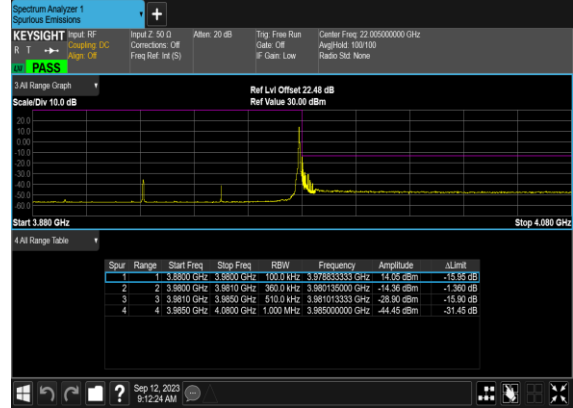 Spectrum Analyzer 1
Spurious Emissions
+
KEYSIGHT Input: RF
R T Coupling: DC
Align: Off
Input Z: 50 Ω
Corrections: Off
Freq Ref: Int (S)
Atten: 20 dB
Trig: Free Run
Gate: Off
IF Gain: Low
Center Freq: 22.005000000 GHz
Avg|Hold: 100/100
Radio Std: None
PASS
3 All Range Graph
Ref Lvl Offset 22.48 dB
Scale/Div 10.0 dB
Ref Value 30.00 dBm
20.0
10.0
0.00
-10.0
-20.0
-30.0
-40.0
-50.0
-60.0
Start 3.880 GHz
Stop 4.080 GHz
4 All Range Table
Spur Range Start Freq Stop Freq RBW Frequency Amplitude ΔLimit
1 1 3.8800 GHz 3.9800 GHz 100.0 kHz 3.978833333 GHz 14.05 dBm -15.95 dB
2 2 3.9800 GHz 3.9810 GHz 360.0 kHz 3.980135000 GHz -14.36 dBm -1.360 dB
3 3 3.9810 GHz 3.9850 GHz 510.0 kHz 3.981013333 GHz -28.90 dBm -15.90 dB
4 4 3.9850 GHz 4.0800 GHz 1.000 MHz 3.985000000 GHz -44.45 dBm -31.45 dB
?
Sep 12, 2023
9:12:24 AM